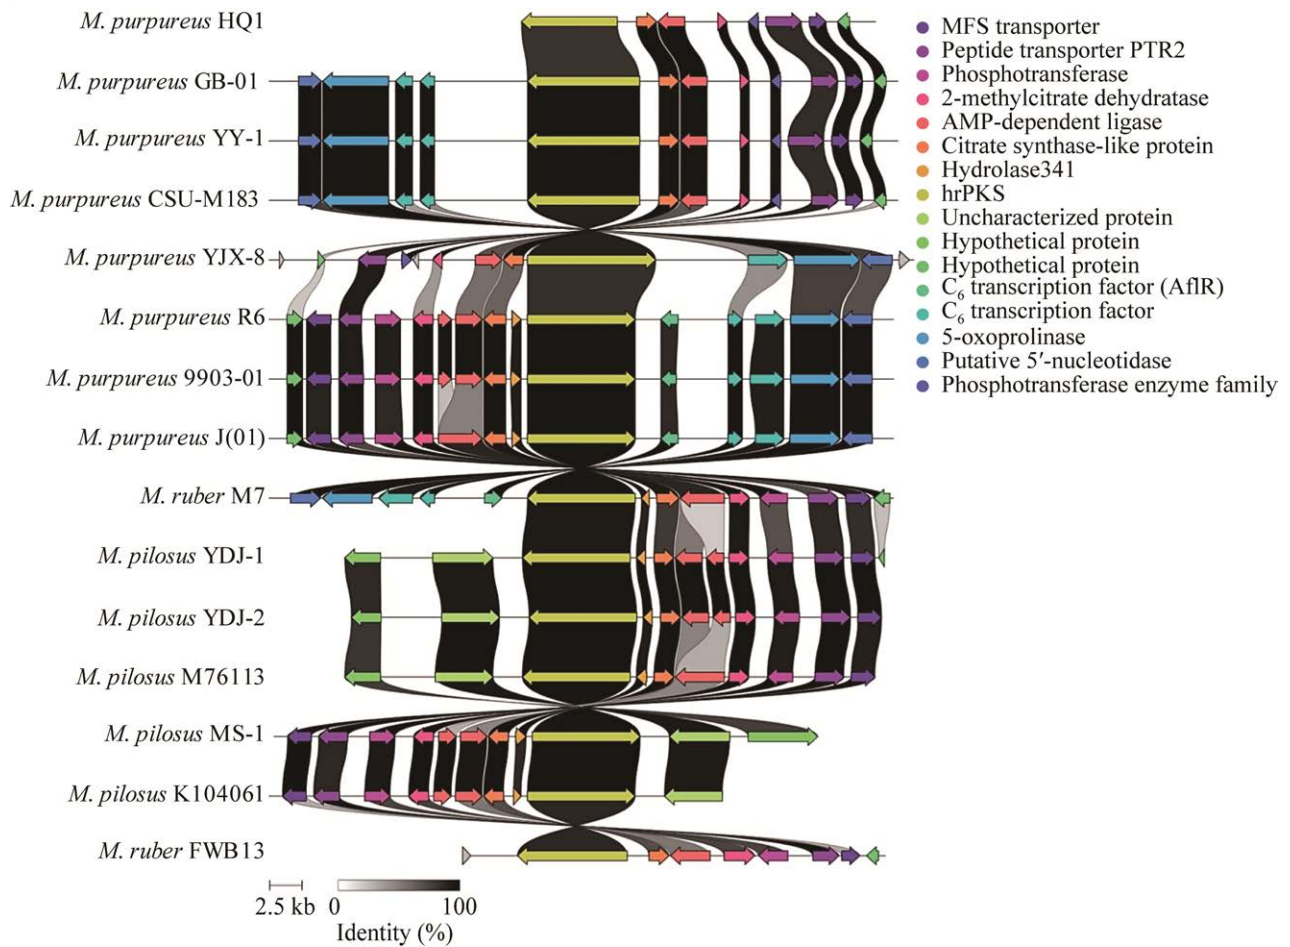 M. purpureus HQ1
M. purpureus GB-01
M. purpureus YY-1
M. purpureus CSU-M183
M. purpureus YJX-8
M. purpureus R6
M. purpureus 9903-01
M. purpureus J(01)
M. ruber M7
M. pilosus YDJ-1
M. pilosus YDJ-2
M. pilosus M76113
M. pilosus MS-1
M. pilosus K104061
M. ruber FWB13
MFS transporter
Peptide transporter PTR2
Phosphotransferase
2-methylcitrate dehydratase
AMP-dependent ligase
Citrate synthase-like protein
Hydrolase341
hrPKS
Uncharacterized protein
Hypothetical protein
Hypothetical protein
C₆ transcription factor (AflR)
C₆ transcription factor
5-oxoprolinase
Putative 5′-nucleotidase
Phosphotransferase enzyme family
2.5 kb
0 100
Identity (%)